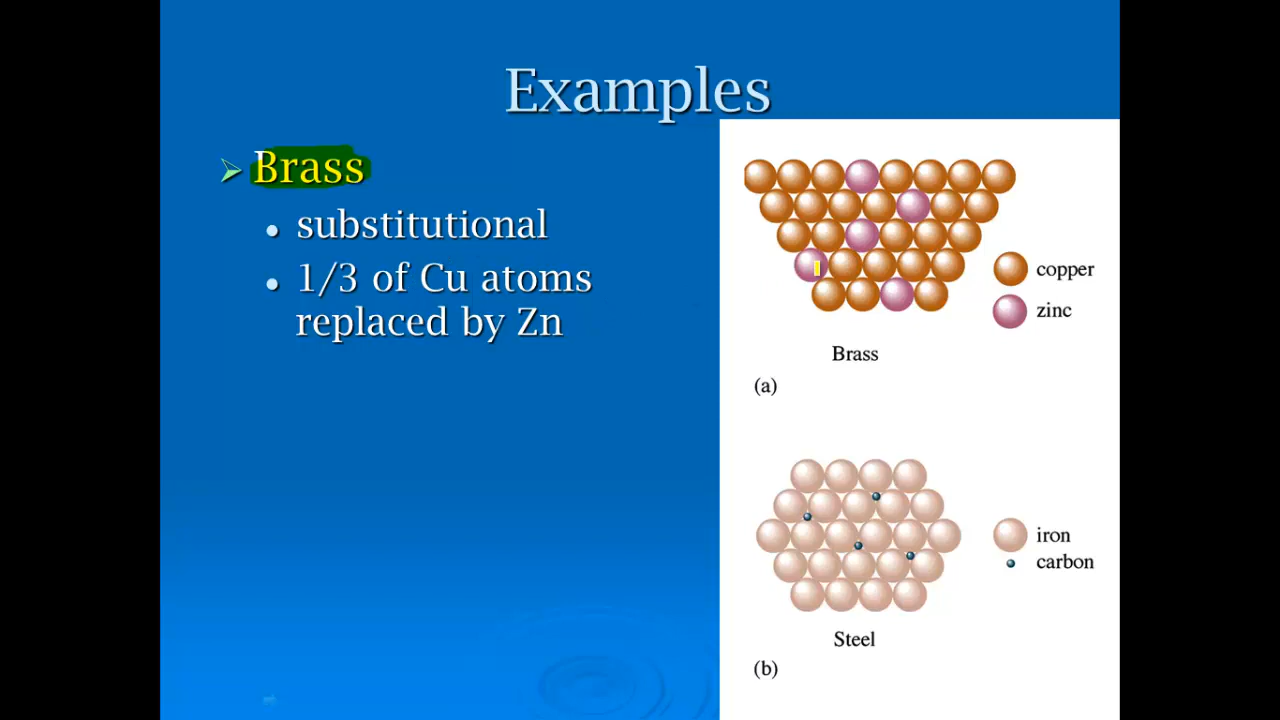 Examples
Brass
substitutional
1/3 of Cu atoms
replaced by Zn
copper
zinc
Brass
(a)
iron
carbon
Steel
(b)